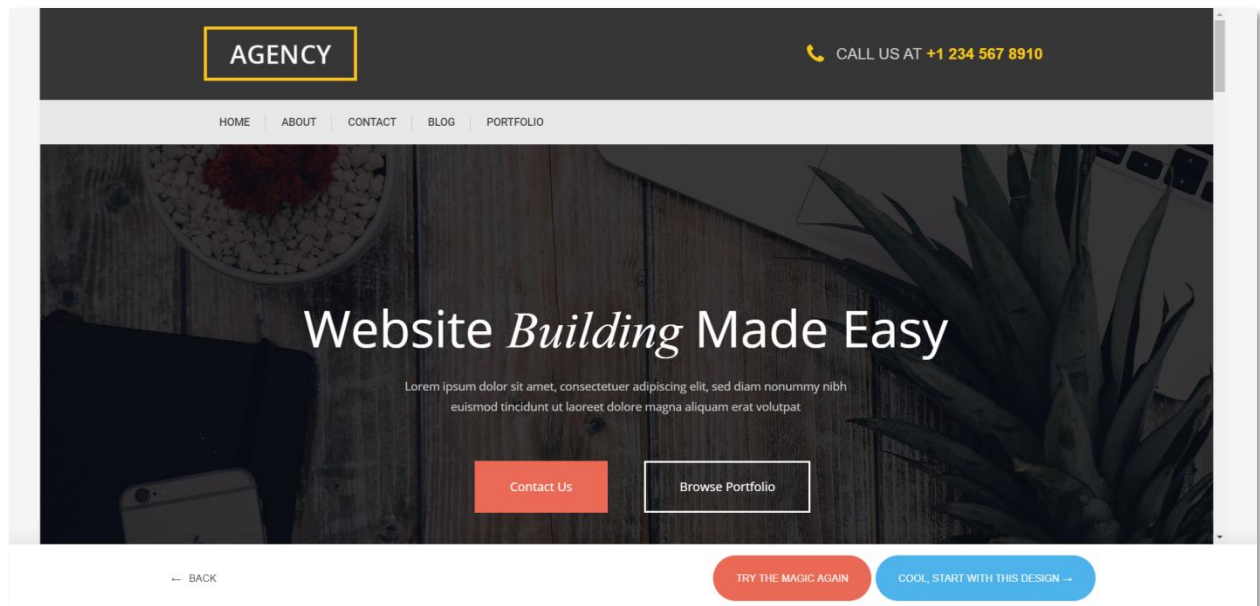 AGENCY
CALL US AT +1 234 567 8910
HOME ABOUT CONTACT BLOG PORTFOLIO
Website Building Made Easy
Lorem ipsum dolor sit amet, consectetuer adipiscing elit, sed diam nonummy nibh
euismod tincidunt ut laoreet dolore magna aliquam erat volutpat
Contact Us
Browse Portfolio
← BACK
TRY THE MAGIC AGAIN
COOL, START WITH THIS DESIGN →